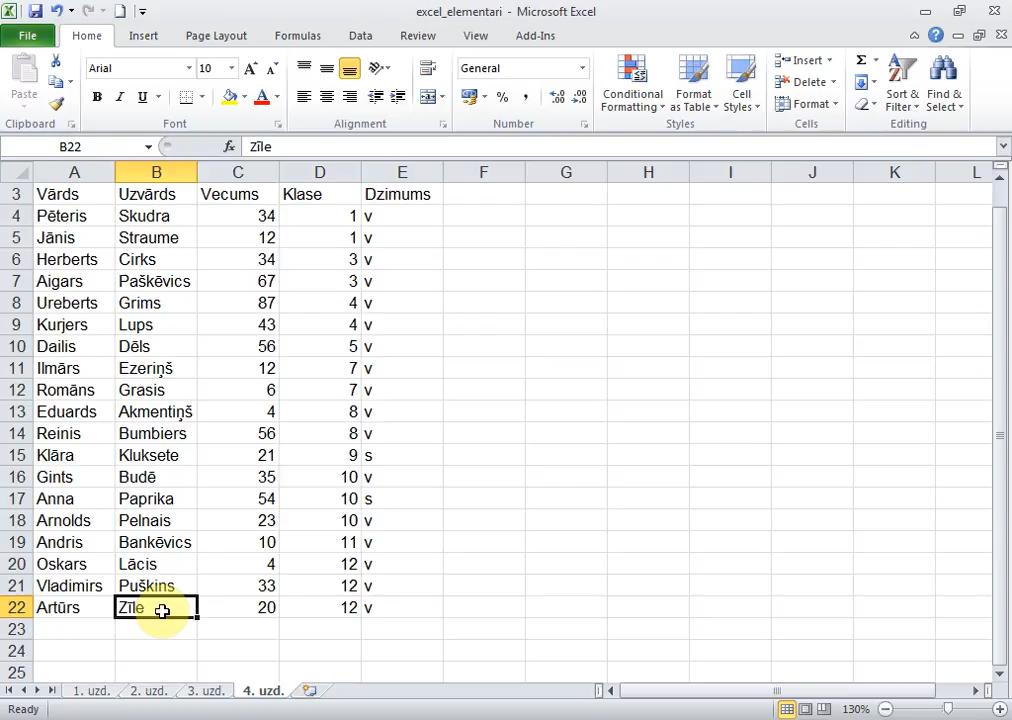 excel_elementari - Microsoft Excel
File Home Insert Page Layout Formulas Data Review View Add-Ins
Paste
Arial 10 A A
B I U A
General
% ,
Conditional Formatting
Format as Table
Cell Styles
Insert
Delete
Format
Σ
Sort & Filter
Find & Select
Clipboard Font Alignment Number Styles Cells Editing
B22 fx Zīle
A B C D E F G H I J K L
3 Vārds Uzvārds Vecums Klase Dzimums
4 Pēteris Skudra 34 1 v
5 Jānis Straume 12 1 v
6 Herberts Cirks 34 3 v
7 Aigars Paškēvics 67 3 v
8 Ureberts Grims 87 4 v
9 Kurjers Lups 43 4 v
10 Dailis Dēls 56 5 v
11 Ilmārs Ezeriņš 12 7 v
12 Romāns Grasis 6 7 v
13 Eduards Akmentiņš 4 8 v
14 Reinis Bumbiers 56 8 v
15 Klāra Kluksete 21 9 s
16 Gints Budē 35 10 v
17 Anna Paprika 54 10 s
18 Arnolds Pelnais 23 10 v
19 Andris Bankēvics 10 11 v
20 Oskars Lācis 4 12 v
21 Vladimirs Puškins 33 12 v
22 Artūrs Zīle 20 12 v
23
24
25
1. uzd. 2. uzd. 3. uzd. 4. uzd.
Ready 130%